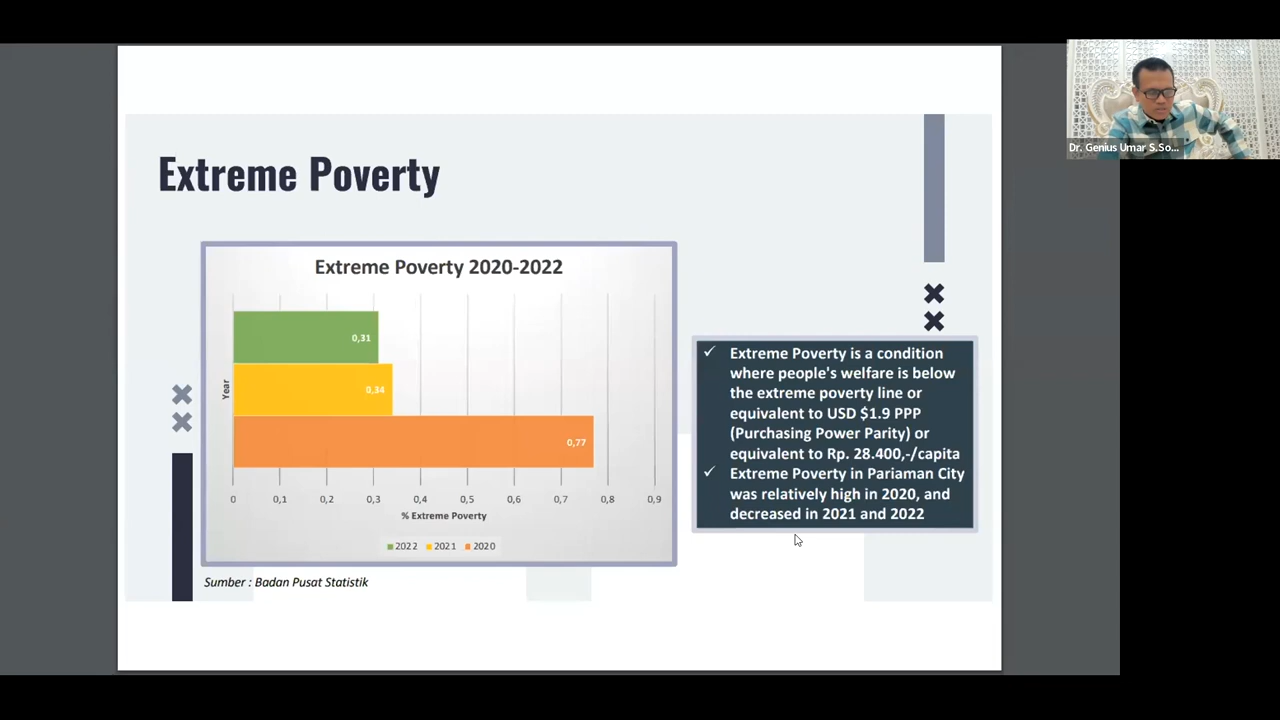 Extreme Poverty
Extreme Poverty 2020-2022
0,31
0,34
0,77
Year
0 0,1 0,2 0,3 0,4 0,5 0,6 0,7 0,8 0,9
% Extreme Poverty
2022 2021 2020
Sumber : Badan Pusat Statistik
✓ Extreme Poverty is a condition
where people's welfare is below
the extreme poverty line or
equivalent to USD $1.9 PPP
(Purchasing Power Parity) or
equivalent to Rp. 28.400,-/capita
✓ Extreme Poverty in Pariaman City
was relatively high in 2020, and
decreased in 2021 and 2022
Dr. Genius Umar S.So...